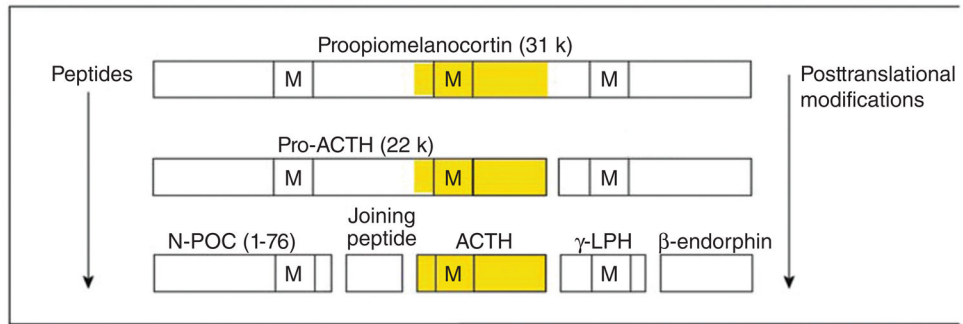 Proopiomelanocortin (31 k)
Peptides
Posttranslational
modifications
M M M
Pro-ACTH (22 k)
M M M
N-POC (1-76)
Joining
peptide
ACTH
γ-LPH
β-endorphin
M M M